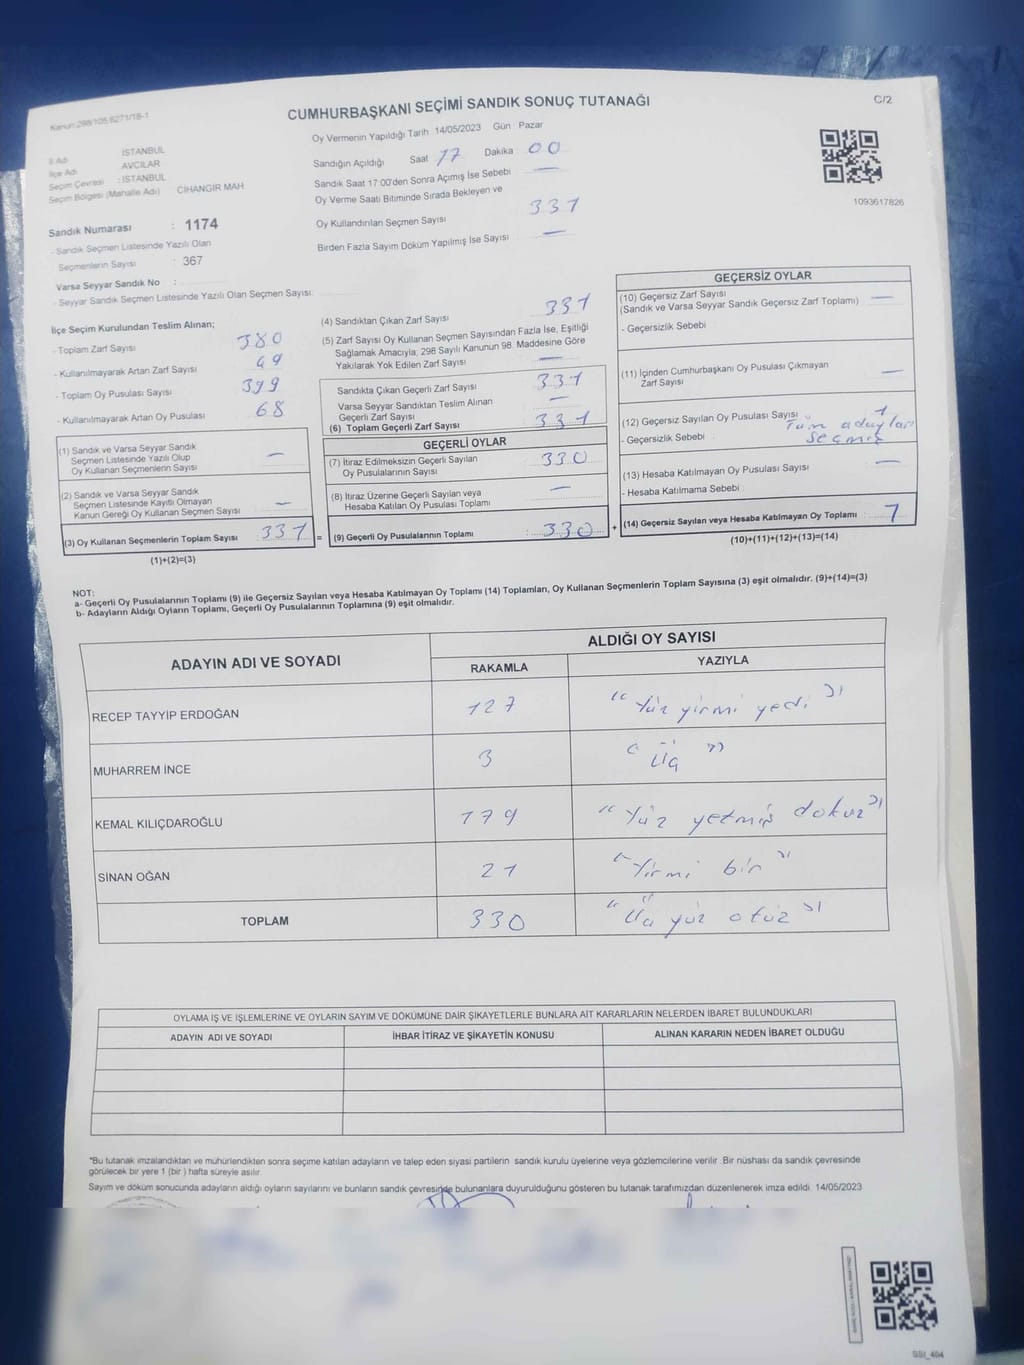 Kanun:298/105,6271/18-1
CUMHURBAŞKANI SEÇİMİ SANDIK SONUÇ TUTANAĞI
C/2
Oy Vermenin Yapıldığı Tarih 14/05/2023 Gün : Pazar
İl Adı İSTANBUL
İlçe Adı AVCILAR
Seçim Çevresi : İSTANBUL
Seçim Bölgesi (Mahalle Adı) CİHANGİR MAH
Sandığın Açıldığı Saat 17 Dakika 00
Sandık Saat 17:00'den Sonra Açımış İse Sebebi —
Oy Verme Saati Bitiminde Sırada Bekleyen ve
Oy Kullandırılan Seçmen Sayısı 331
Birden Fazla Sayım Döküm Yapılmış İse Sayısı —
1093617826
Sandık Numarası : 1174
- Sandık Seçmen Listesinde Yazılı Olan
Seçmenlerin Sayısı : 367
Varsa Seyyar Sandık No :
- Seyyar Sandık Seçmen Listesinde Yazılı Olan Seçmen Sayısı:
İlçe Seçim Kurulundan Teslim Alınan;
- Toplam Zarf Sayısı 380
- Kullanılmayarak Artan Zarf Sayısı 49
- Toplam Oy Pusulası Sayısı 399
- Kullanılmayarak Artan Oy Pusulası 68
(1) Sandık ve Varsa Seyyar Sandık
Seçmen Listesinde Yazılı Olup
Oy Kullanan Seçmenlerin Sayısı —
(2) Sandık ve Varsa Seyyar Sandık
Seçmen Listesinde Kayıtlı Olmayan
Kanun Gereği Oy Kullanan Seçmen Sayısı —
(3) Oy Kullanan Seçmenlerin Toplam Sayısı : 331 =
(1)+(2)=(3)
(4) Sandıktan Çıkan Zarf Sayısı 331
(5) Zarf Sayısı Oy Kullanan Seçmen Sayısından Fazla İse, Eşitliği
Sağlamak Amacıyla; 298 Sayılı Kanunun 98. Maddesine Göre
Yakılarak Yok Edilen Zarf Sayısı —
Sandıkta Çıkan Geçerli Zarf Sayısı 331
Varsa Seyyar Sandıktan Teslim Alınan
Geçerli Zarf Sayısı —
(6) Toplam Geçerli Zarf Sayısı 331
GEÇERLİ OYLAR
(7) İtiraz Edilmeksizin Geçerli Sayılan
Oy Pusulalarının Sayısı 330
(8) İtiraz Üzerine Geçerli Sayılan veya
Hesaba Katılan Oy Pusulası Toplamı —
(9) Geçerli Oy Pusulalarının Toplamı : 330 +
GEÇERSİZ OYLAR
(10) Geçersiz Zarf Sayısı
(Sandık ve Varsa Seyyar Sandık Geçersiz Zarf Toplamı) —
- Geçersizlik Sebebi
(11) İçinden Cumhurbaşkanı Oy Pusulası Çıkmayan
Zarf Sayısı —
(12) Geçersiz Sayılan Oy Pusulası Sayısı 1
- Geçersizlik Sebebi : Tüm adayları
seçmiş
(13) Hesaba Katılmayan Oy Pusulası Sayısı —
- Hesaba Katılmama Sebebi :
(14) Geçersiz Sayılan veya Hesaba Katılmayan Oy Toplamı 1
(10)+(11)+(12)+(13)=(14)
NOT:
a- Geçerli Oy Pusulalarının Toplamı (9) ile Geçersiz Sayılan veya Hesaba Katılmayan Oy Toplamı (14) Toplamları, Oy Kullanan Seçmenlerin Toplam Sayısına (3) eşit olmalıdır. (9)+(14)=(3)
b- Adayların Aldığı Oyların Toplamı, Geçerli Oy Pusulalarının Toplamına (9) eşit olmalıdır.
ADAYIN ADI VE SOYADI
ALDIĞI OY SAYISI
RAKAMLA YAZIYLA
RECEP TAYYİP ERDOĞAN 127 "Yüz yirmi yedi"
MUHARREM İNCE 3 "Üç"
KEMAL KILIÇDAROĞLU 179 "Yüz yetmiş dokuz"
SİNAN OĞAN 21 "Yirmi bir"
TOPLAM 330 "Üç yüz otuz"
OYLAMA İŞ VE İŞLEMLERİNE VE OYLARIN SAYIM VE DÖKÜMÜNE DAİR ŞİKAYETLERLE BUNLARA AİT KARARLARIN NELERDEN İBARET BULUNDUKLARI
ADAYIN ADI VE SOYADI İHBAR İTİRAZ VE ŞİKAYETİN KONUSU ALINAN KARARIN NEDEN İBARET OLDUĞU
*Bu tutanak imzalandıktan ve mühürlendikten sonra seçime katılan adayların ve talep eden siyasi partilerin sandık kurulu üyelerine veya gözlemcilerine verilir .Bir nüshası da sandık çevresinde
görülecek bir yere 1 (bir ) hafta süreyle asılır.
Sayım ve döküm sonucunda adayların aldığı oyların sayılarını ve bunların sandık çevresinde bulunanlara duyurulduğunu gösteren bu tutanak tarafımızdan düzenlenerek imza edildi. 14/05/2023